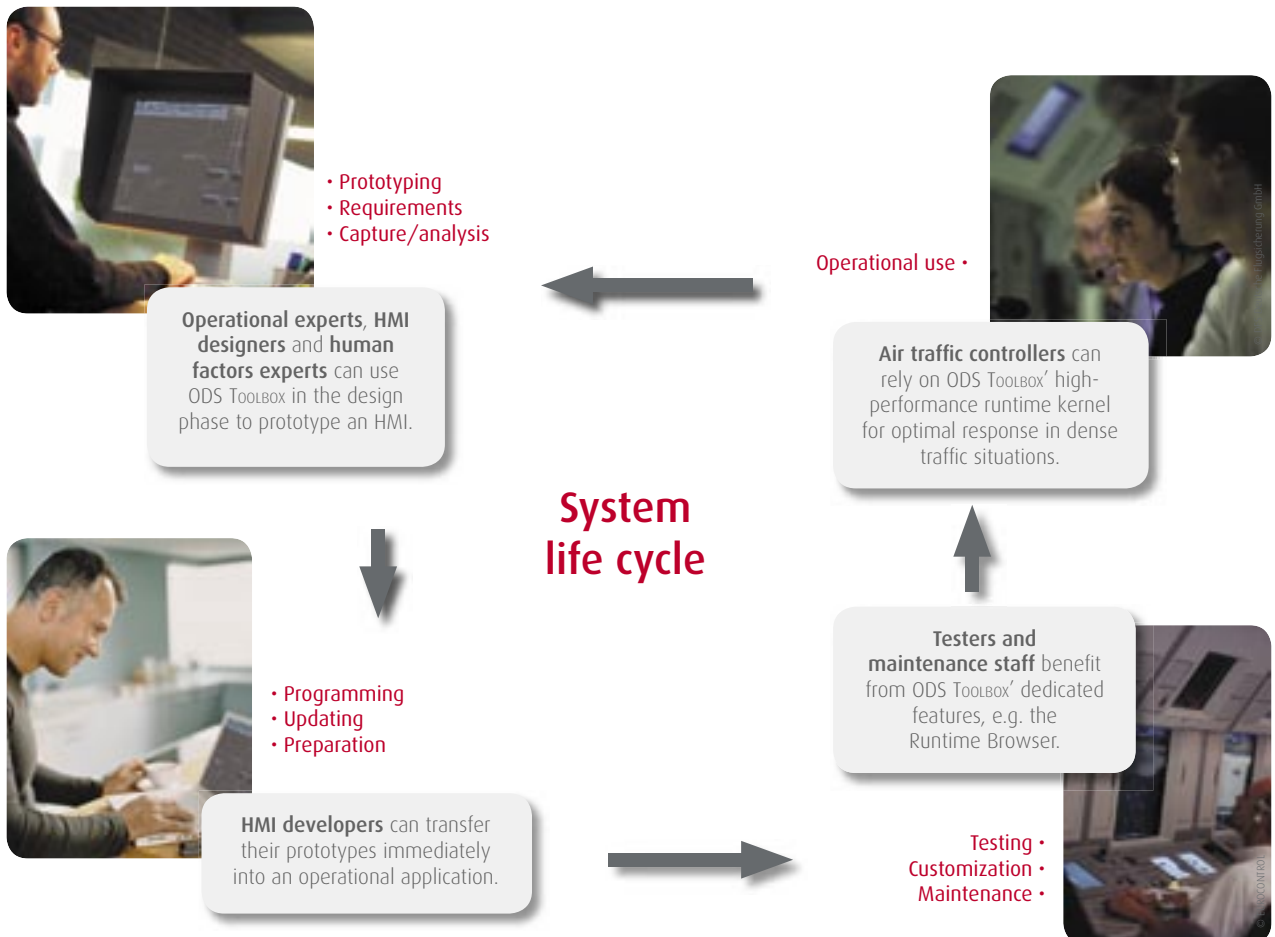 • Prototyping
• Requirements
• Capture/analysis
Operational experts, HMI
designers and human
factors experts can use
ODS Toolbox in the design
phase to prototype an HMI.
Operational use •
Air traffic controllers can
rely on ODS Toolbox' high-
performance runtime kernel
for optimal response in dense
traffic situations.
System
life cycle
• Programming
• Updating
• Preparation
HMI developers can transfer
their prototypes immediately
into an operational application.
Testers and
maintenance staff benefit
from ODS Toolbox' dedicated
features, e.g. the
Runtime Browser.
Testing •
Customization •
Maintenance •
© EUROCONTROL